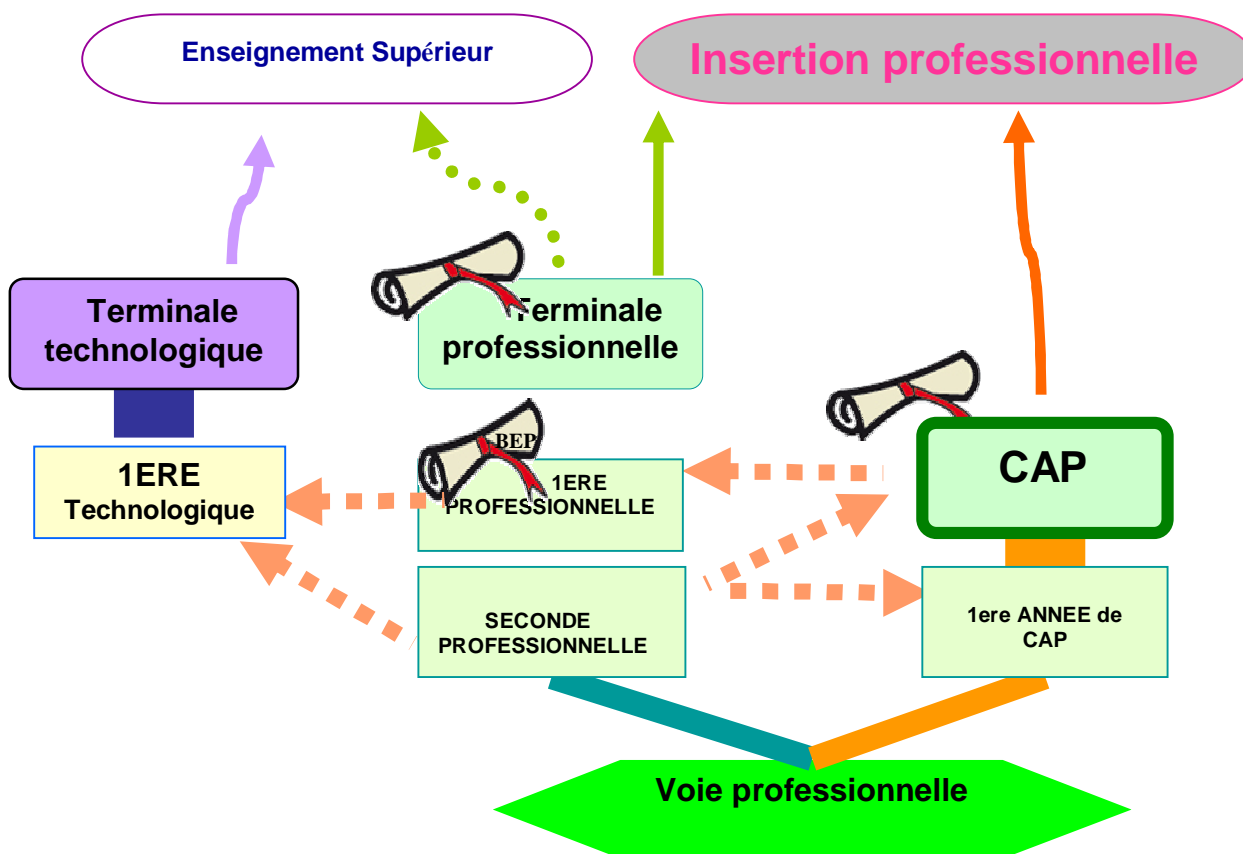 Enseignement Supérieur
Insertion professionnelle
Terminale
technologique
Terminale
professionnelle
1ERE
Technologique
BEP
1ERE
PROFESSIONNELLE
CAP
SECONDE
PROFESSIONNELLE
1ere ANNEE de
CAP
Voie professionnelle